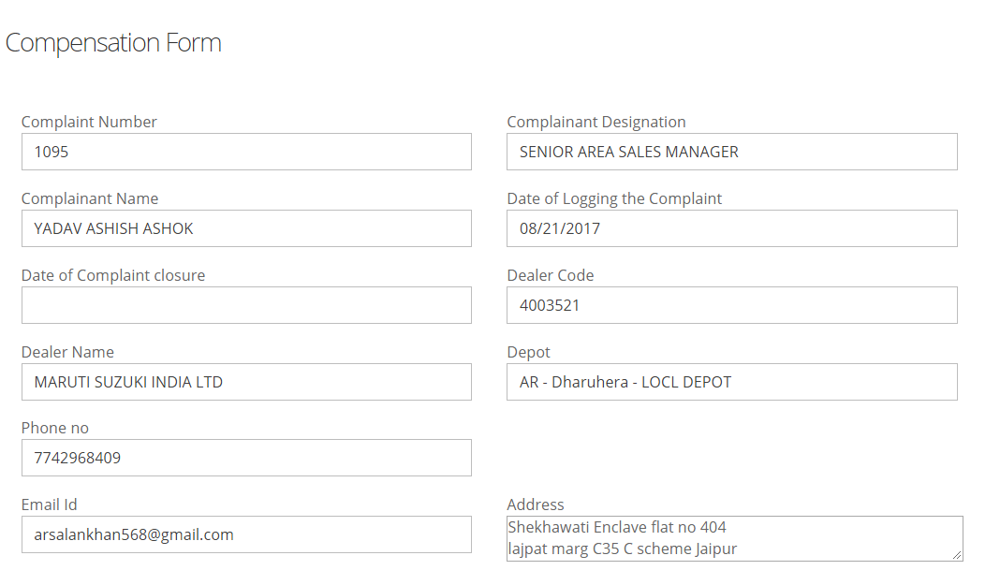 Compensation Form
Complaint Number
1095
Complainant Designation
SENIOR AREA SALES MANAGER
Complainant Name
YADAV ASHISH ASHOK
Date of Logging the Complaint
08/21/2017
Date of Complaint closure
Dealer Code
4003521
Dealer Name
MARUTI SUZUKI INDIA LTD
Depot
AR - Dharuhera - LOCL DEPOT
Phone no
7742968409
Email Id
arsalankhan568@gmail.com
Address
Shekhawati Enclave flat no 404
lajpat marg C35 C scheme Jaipur